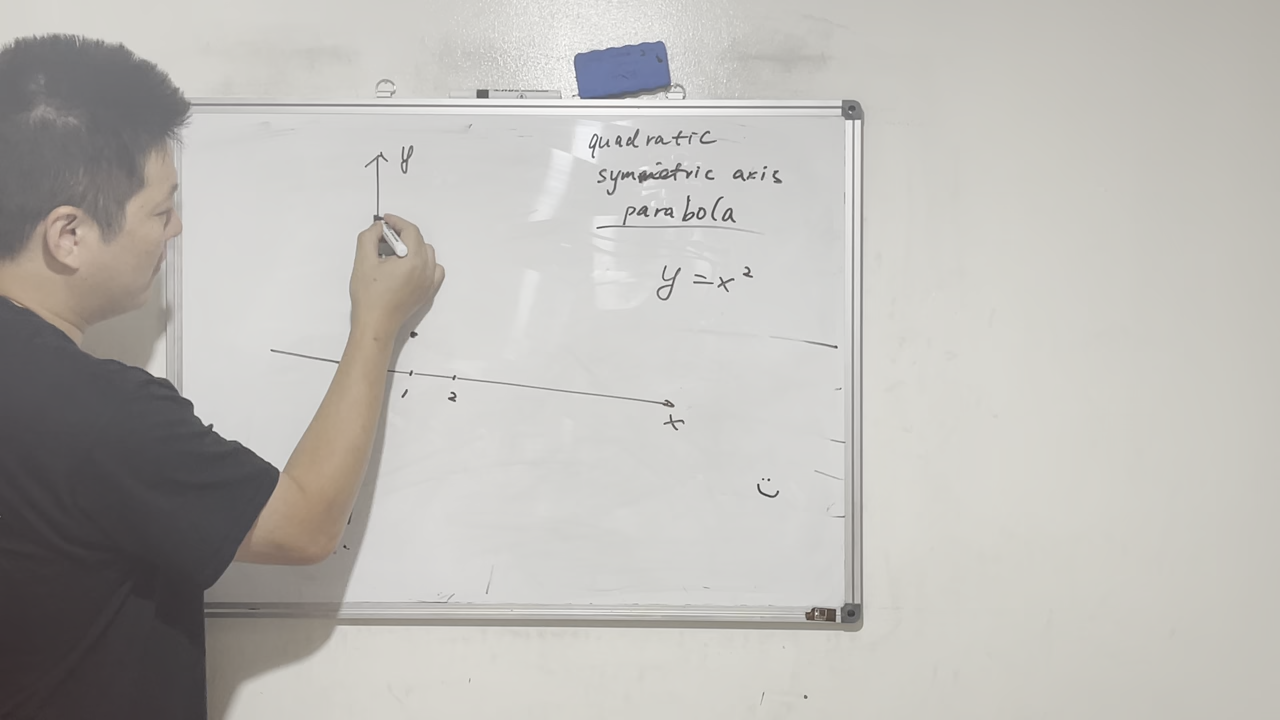 quadratic
symmetric axis
parabola
y = x²
y
1 2
x